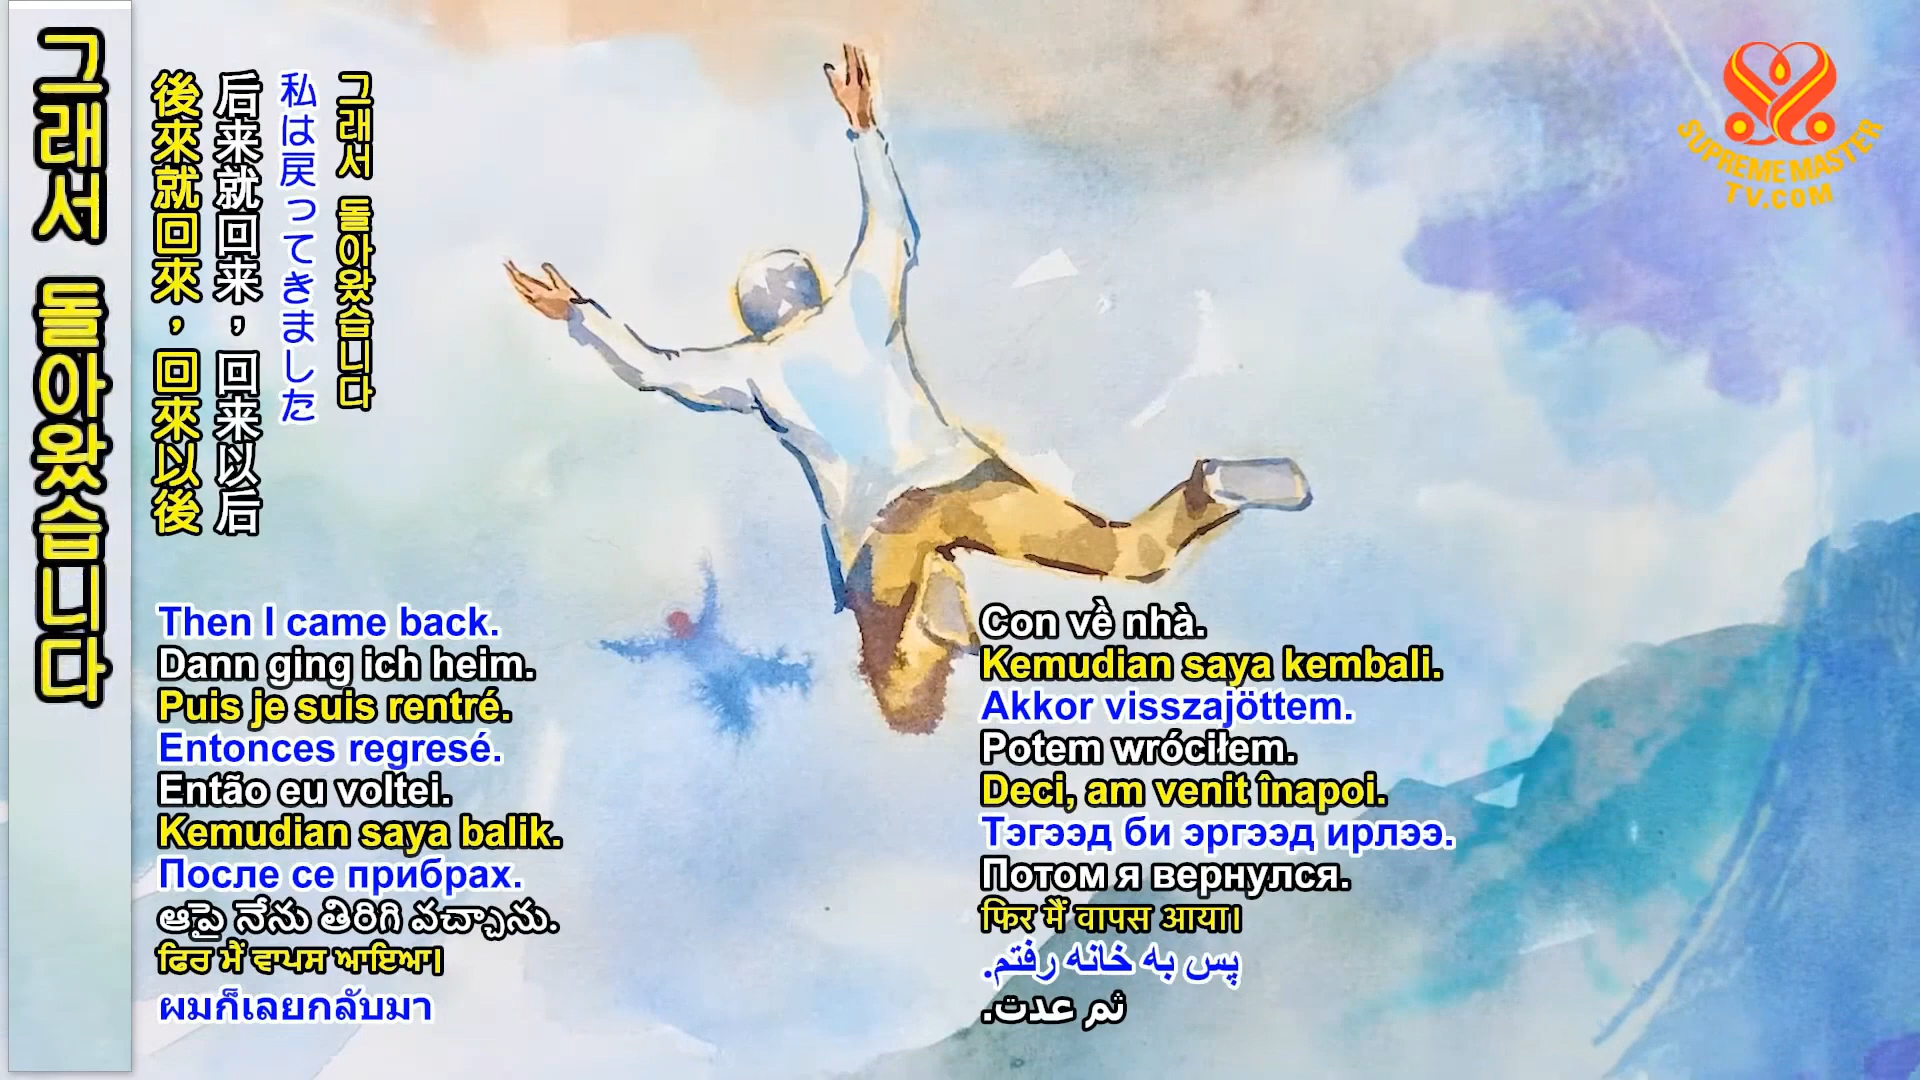 그래서 돌아왔습니다
後來就回來，回來以後
后来就回来，回来以后
私は戻ってきました
그래서 돌아왔습니다
SUPREME MASTER
TV.COM
Then I came back.
Dann ging ich heim.
Puis je suis rentré.
Entonces regresé.
Então eu voltei.
Kemudian saya balik.
После се прибрах.
ఆపై నేను తిరిగి వచ్చాను.
ਫਿਰ ਮੈਂ ਵਾਪਸ ਆਇਆ।
ผมก็เลยกลับมา
Con về nhà.
Kemudian saya kembali.
Akkor visszajöttem.
Potem wróciłem.
Deci, am venit înapoi.
Тэгээд би эргээд ирлээ.
Потом я вернулся.
फिर मैं वापस आया।
پس به خانه رفتم.
ثم عدت.